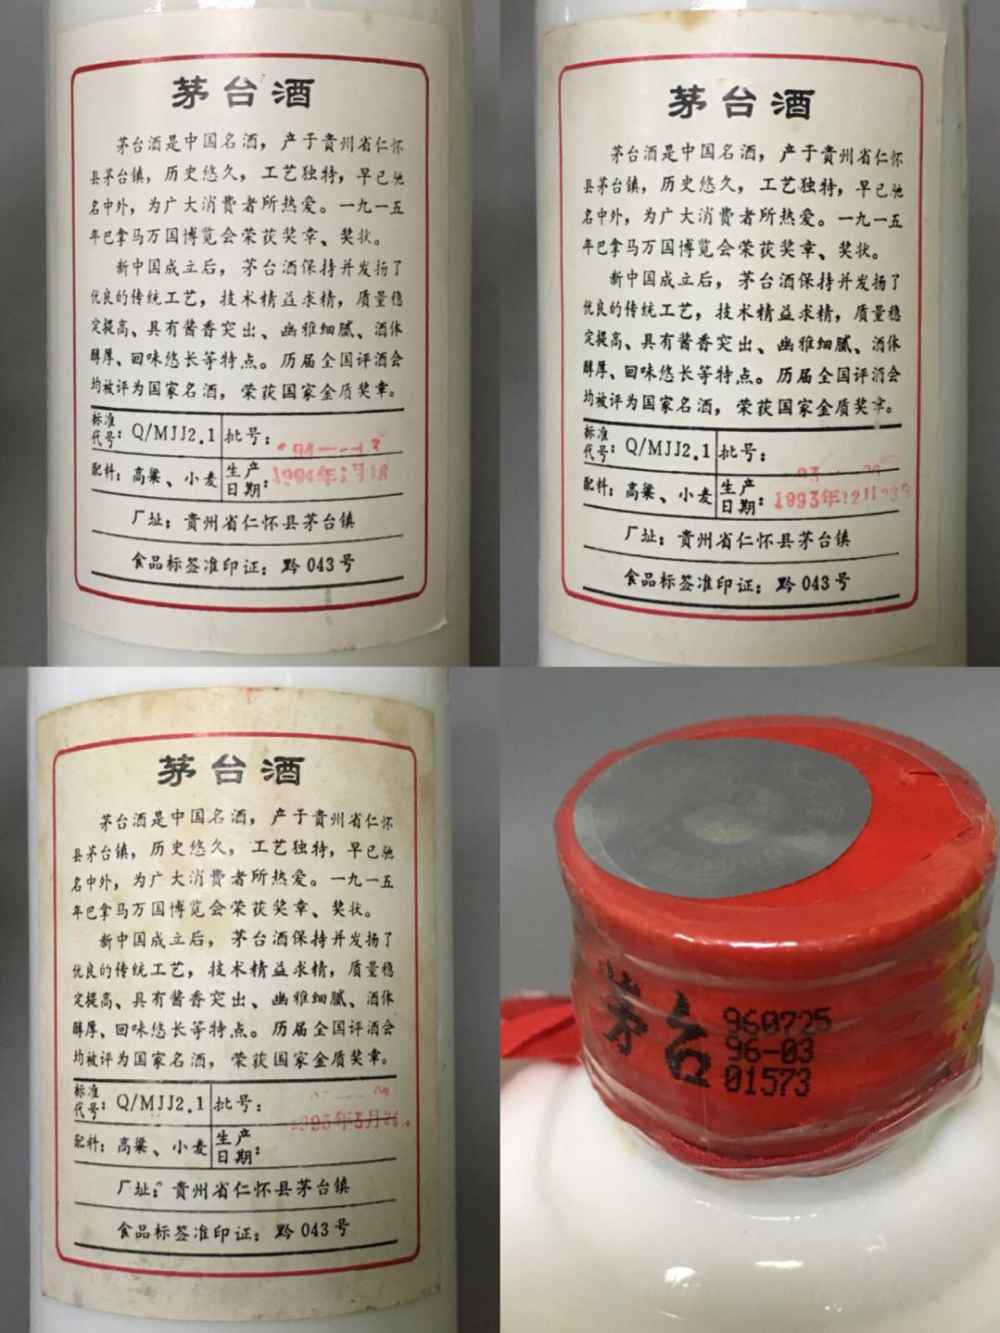 茅台酒
茅台酒是中国名酒，产于貴州省仁怀
县茅台镇，历史悠久，工艺独特，早已驰
名中外，为广大消费者所热爱。一九一五
年巴拿马万国博览会荣获奖章、奖状。
新中国成立后，茅台酒保持并发扬了
优良的传统工艺，技术精益求精，质量稳
定提高、具有酱香突出、幽雅细腻、酒体
醇厚、回味悠长等特点。历届全国评酒会
均被评为国家名酒，荣获国家金质奖章。
标准代号：Q/MJJ2.1 批号：
配料：高粱、小麦 生产日期：1994年1月18
厂址：貴州省仁怀县茅台镇
食品标签准印证：黔043号
茅台酒
茅台酒是中国名酒，产于貴州省仁怀
县茅台镇，历史悠久，工艺独特，早已驰
名中外，为广大消费者所热爱。一九一五
年巴拿马万国博览会荣获奖章、奖状。
新中国成立后，茅台酒保持并发扬了
优良的传统工艺，技术精益求精，质量稳
定提高、具有酱香突出、幽雅细腻、酒体
醇厚、回味悠长等特点。历届全国评酒会
均被评为国家名酒，荣获国家金质奖章。
标准代号：Q/MJJ2.1 批号：
配料：高粱、小麦 生产日期：1993年12月
厂址：貴州省仁怀县茅台镇
食品标签准印证：黔043号
茅台酒
茅台酒是中国名酒，产于貴州省仁怀
县茅台镇，历史悠久，工艺独特，早已驰
名中外，为广大消费者所热爱。一九一五
年巴拿马万国博览会荣获奖章、奖状。
新中国成立后，茅台酒保持并发扬了
优良的传统工艺，技术精益求精，质量稳
定提高、具有酱香突出、幽雅细腻、酒体
醇厚、回味悠长等特点。历届全国评酒会
均被评为国家名酒，荣获国家金质奖章。
标准代号：Q/MJJ2.1 批号：
配料：高粱、小麦 生产日期：
厂址：貴州省仁怀县茅台镇
食品标签准印证：黔043号
茅台
960725
96-03
01573